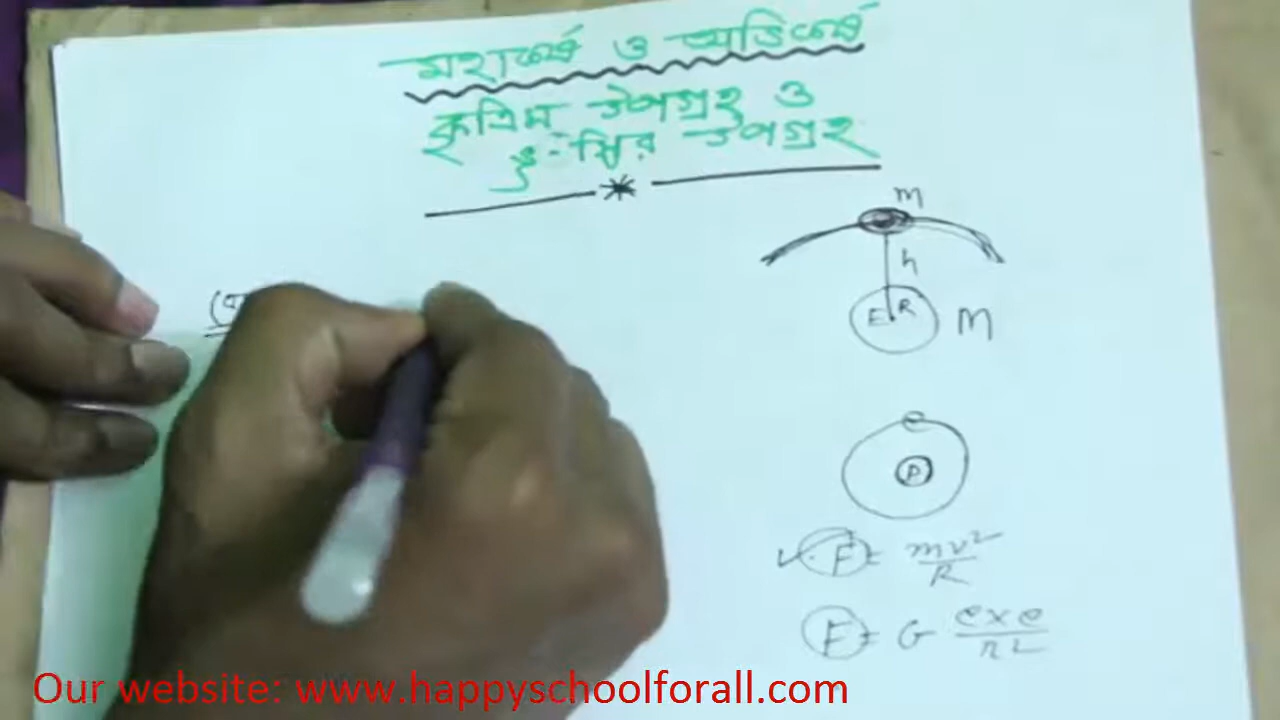 মহাকর্ষ ও অভিকর্ষ
কৃত্রিম উপগ্রহ ও
ভূ-স্থির উপগ্রহ
m
h
E R
M
P
F = mv²/R
F = G e×e/r²
Our website: www.happyschoolforall.com